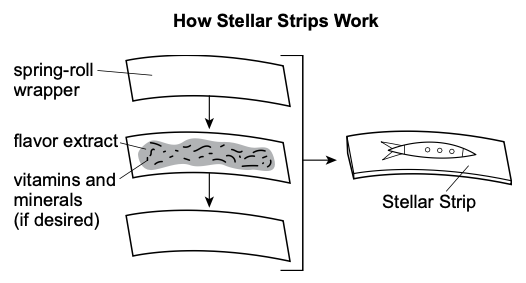 How Stellar Strips Work
spring-roll
wrapper
flavor extract
vitamins and
minerals
(if desired)
Stellar Strip